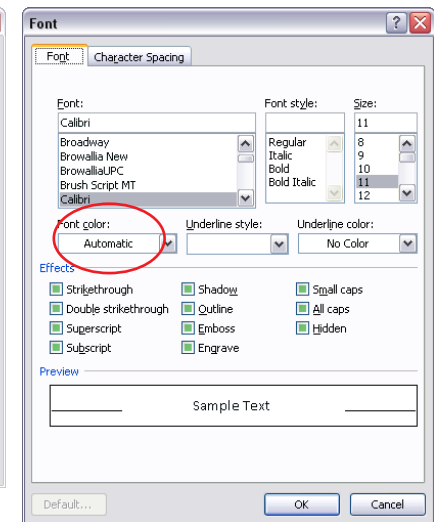 Font
Font Character Spacing
Font: Font style: Size:
Calibri 11
Broadway Regular 8
Browallia New Italic 9
BrowalliaUPC Bold 10
Brush Script MT Bold Italic 11
Calibri 12
Font color: Underline style: Underline color:
Automatic No Color
Effects
Strikethrough Shadow Small caps
Double strikethrough Outline All caps
Superscript Emboss Hidden
Subscript Engrave
Preview
Sample Text
Default... OK Cancel